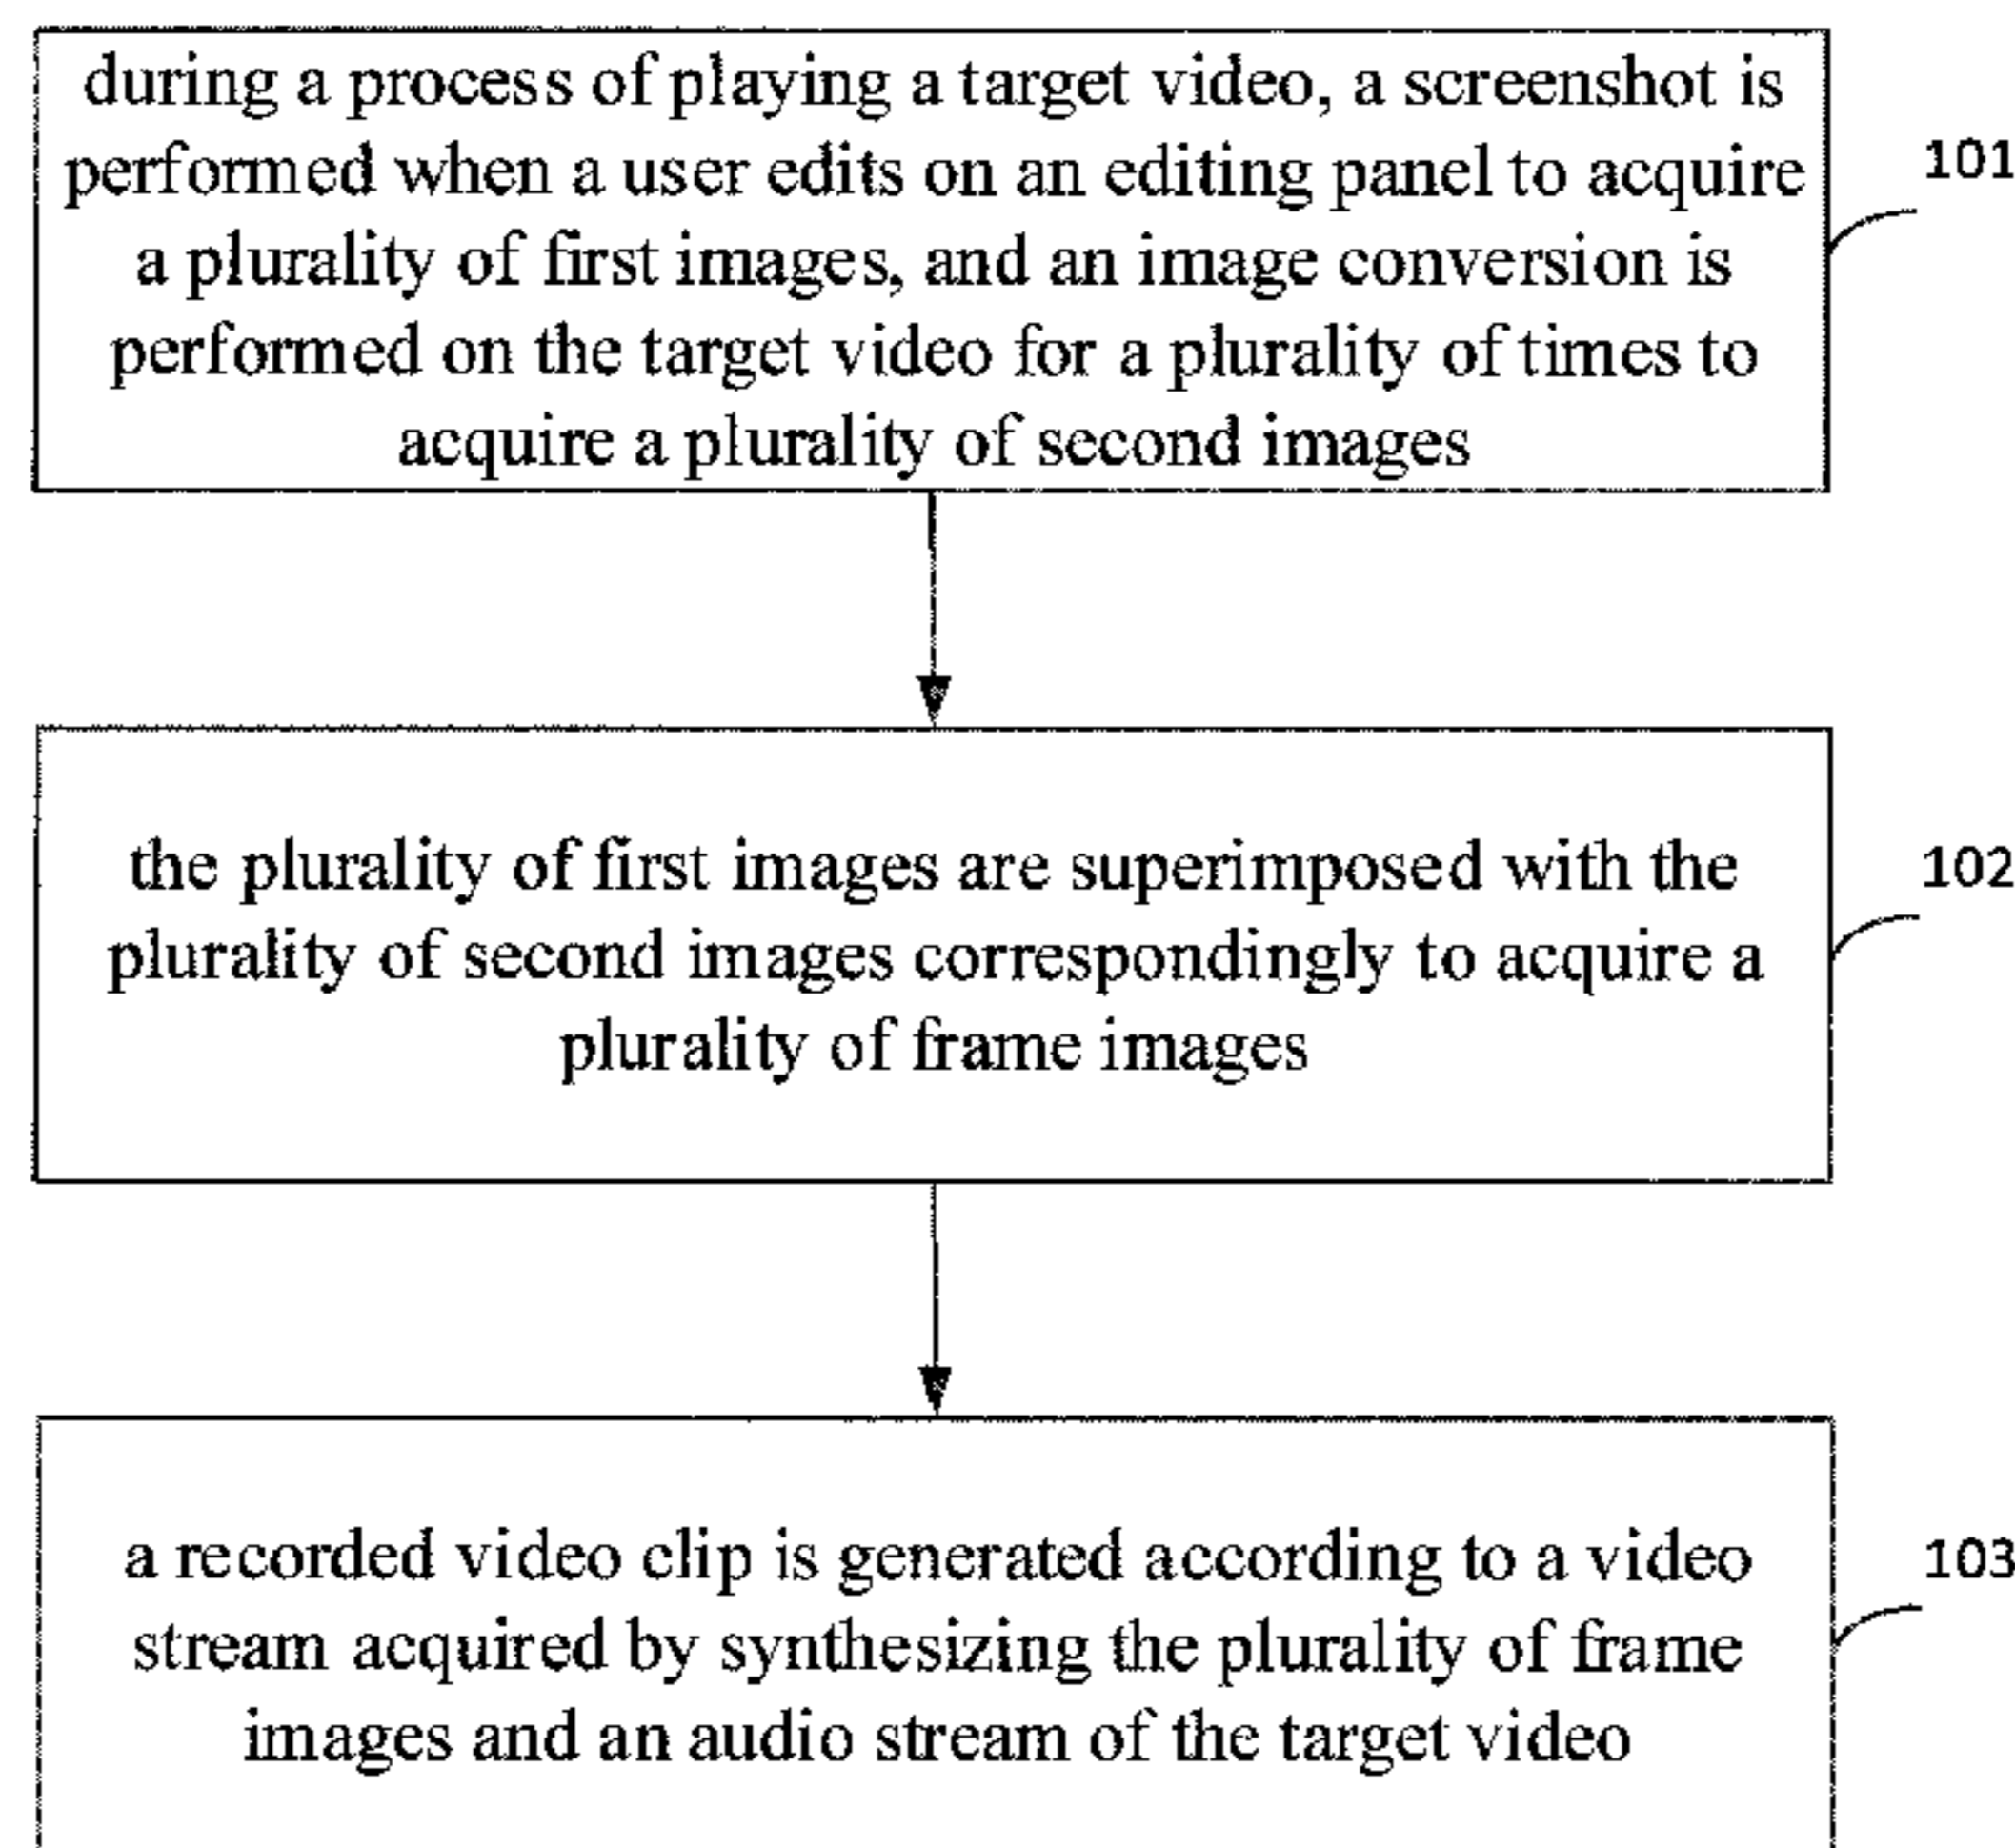 during a process of playing a target video, a screenshot is
performed when a user edits on an editing panel to acquire
a plurality of first images, and an image conversion is
performed on the target video for a plurality of times to
acquire a plurality of second images
101
the plurality of first images are superimposed with the
plurality of second images correspondingly to acquire a
plurality of frame images
102
a recorded video clip is generated according to a video
stream acquired by synthesizing the plurality of frame
images and an audio stream of the target video
103